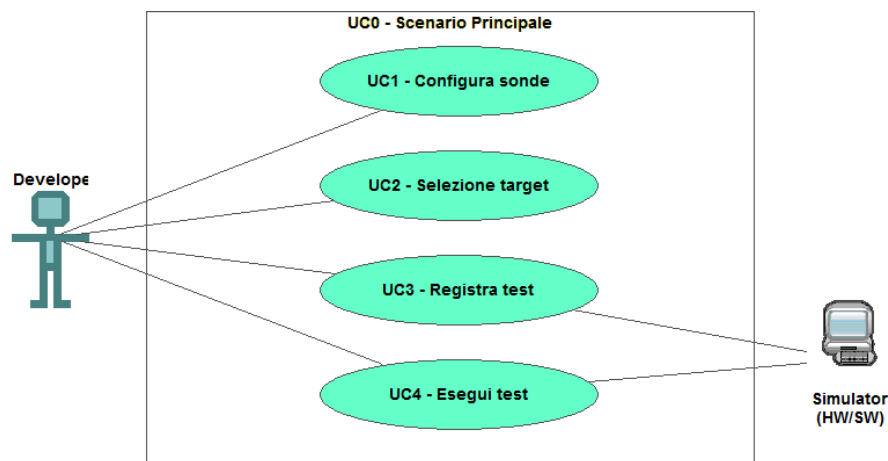 UC0 - Scenario Principale
UC1 - Configura sonde
Develope
UC2 - Selezione target
UC3 - Registra test
UC4 - Esegui test
Simulator
(HW/SW)